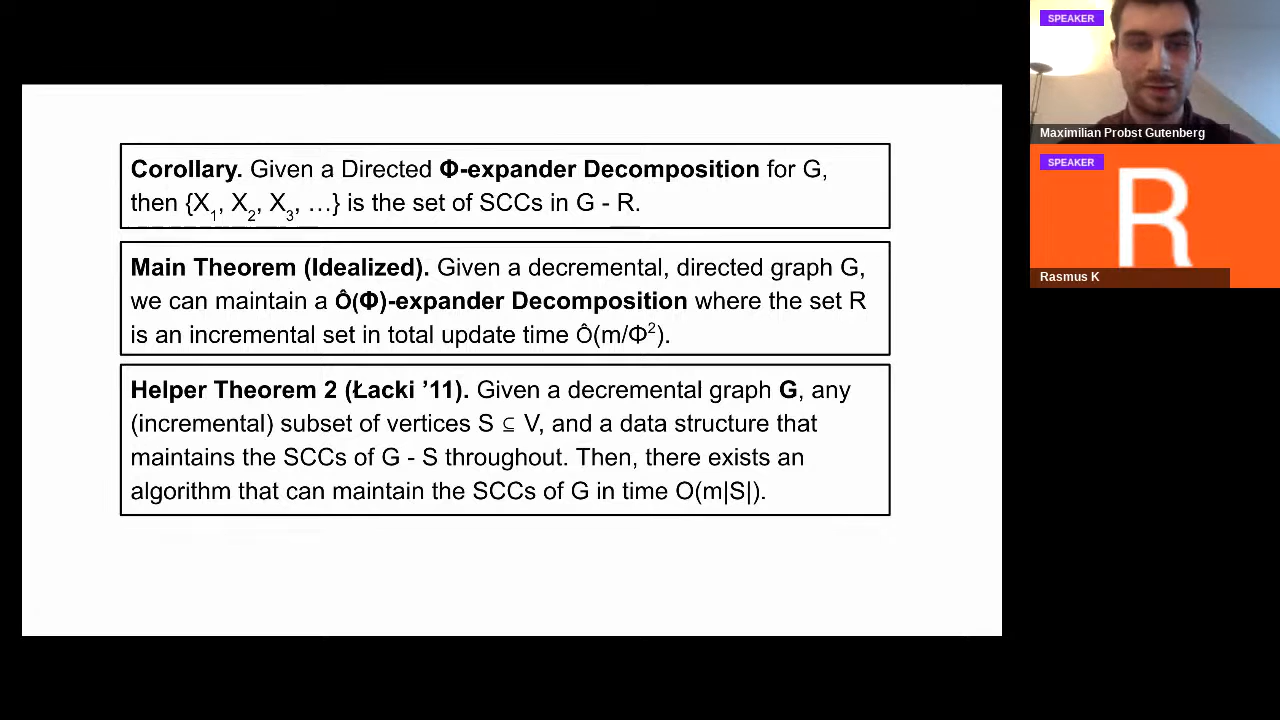 Corollary. Given a Directed Φ-expander Decomposition for G,
then {X1, X2, X3, …} is the set of SCCs in G - R.
Main Theorem (Idealized). Given a decremental, directed graph G,
we can maintain a Ô(Φ)-expander Decomposition where the set R
is an incremental set in total update time Ô(m/Φ²).
Helper Theorem 2 (Łacki ’11). Given a decremental graph G, any
(incremental) subset of vertices S ⊆ V, and a data structure that
maintains the SCCs of G - S throughout. Then, there exists an
algorithm that can maintain the SCCs of G in time O(m|S|).
SPEAKER
Maximilian Probst Gutenberg
SPEAKER
R
Rasmus K